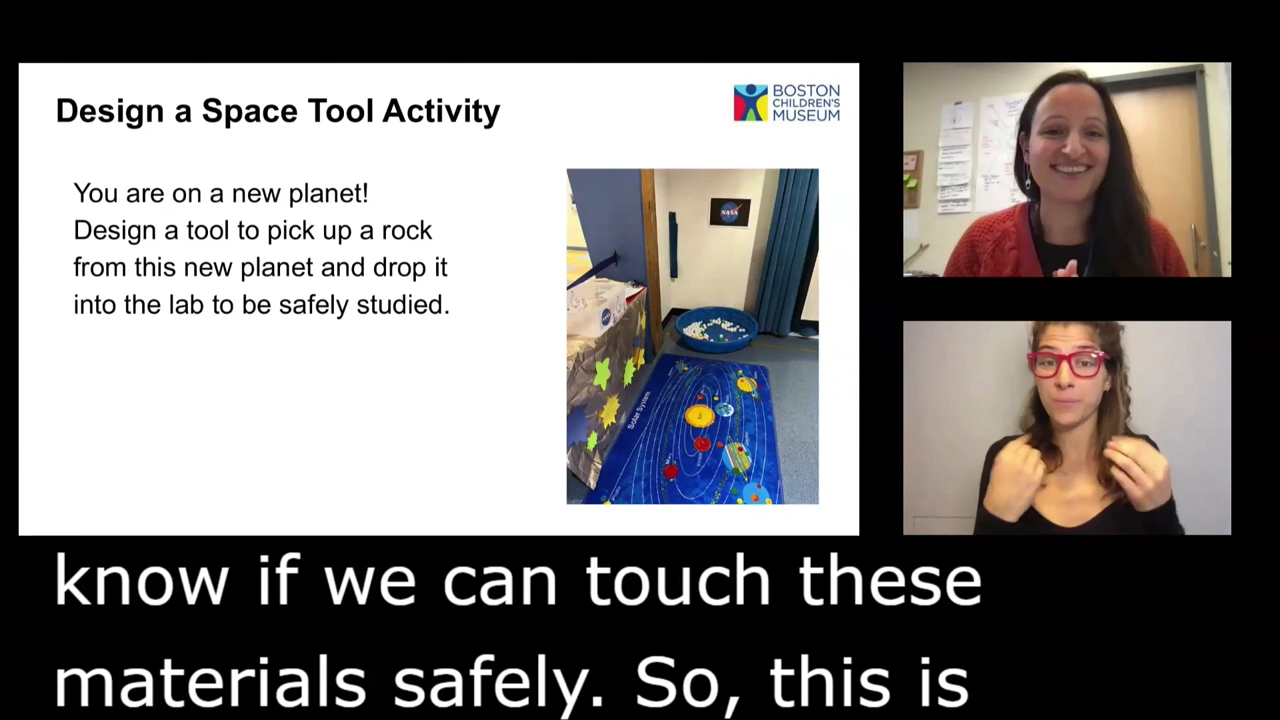 Design a Space Tool Activity
BOSTON
CHILDREN'S
MUSEUM
You are on a new planet!
Design a tool to pick up a rock
from this new planet and drop it
into the lab to be safely studied.
NASA
NASA
Solar System
know if we can touch these
materials safely. So, this is